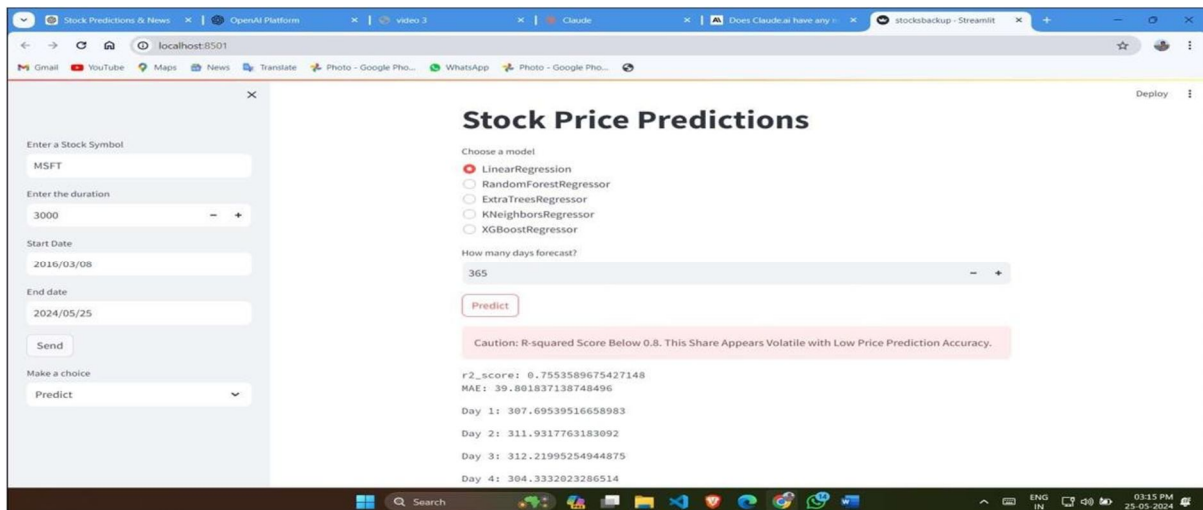 Stock Predictions & News
OpenAI Platform
video 3
Claude
Does Claude.ai have any
stocksbackup - Streamlit
localhost:8501
Gmail YouTube Maps News Translate Photo - Google Pho... WhatsApp Photo - Google Pho...
Deploy
Enter a Stock Symbol
MSFT
Enter the duration
3000
Start Date
2016/03/08
End date
2024/05/25
Send
Make a choice
Predict
Stock Price Predictions
Choose a model
LinearRegression
RandomForestRegressor
ExtraTreesRegressor
KNeighborsRegressor
XGBoostRegressor
How many days forecast?
365
Predict
Caution: R-squared Score Below 0.8. This Share Appears Volatile with Low Price Prediction Accuracy.
r2_score: 0.7553589675427148
MAE: 39.801837138748496
Day 1: 307.69539516658983
Day 2: 311.9317763183092
Day 3: 312.21995254944875
Day 4: 304.3332023286514
Search
ENG
IN
03:15 PM
25-05-2024